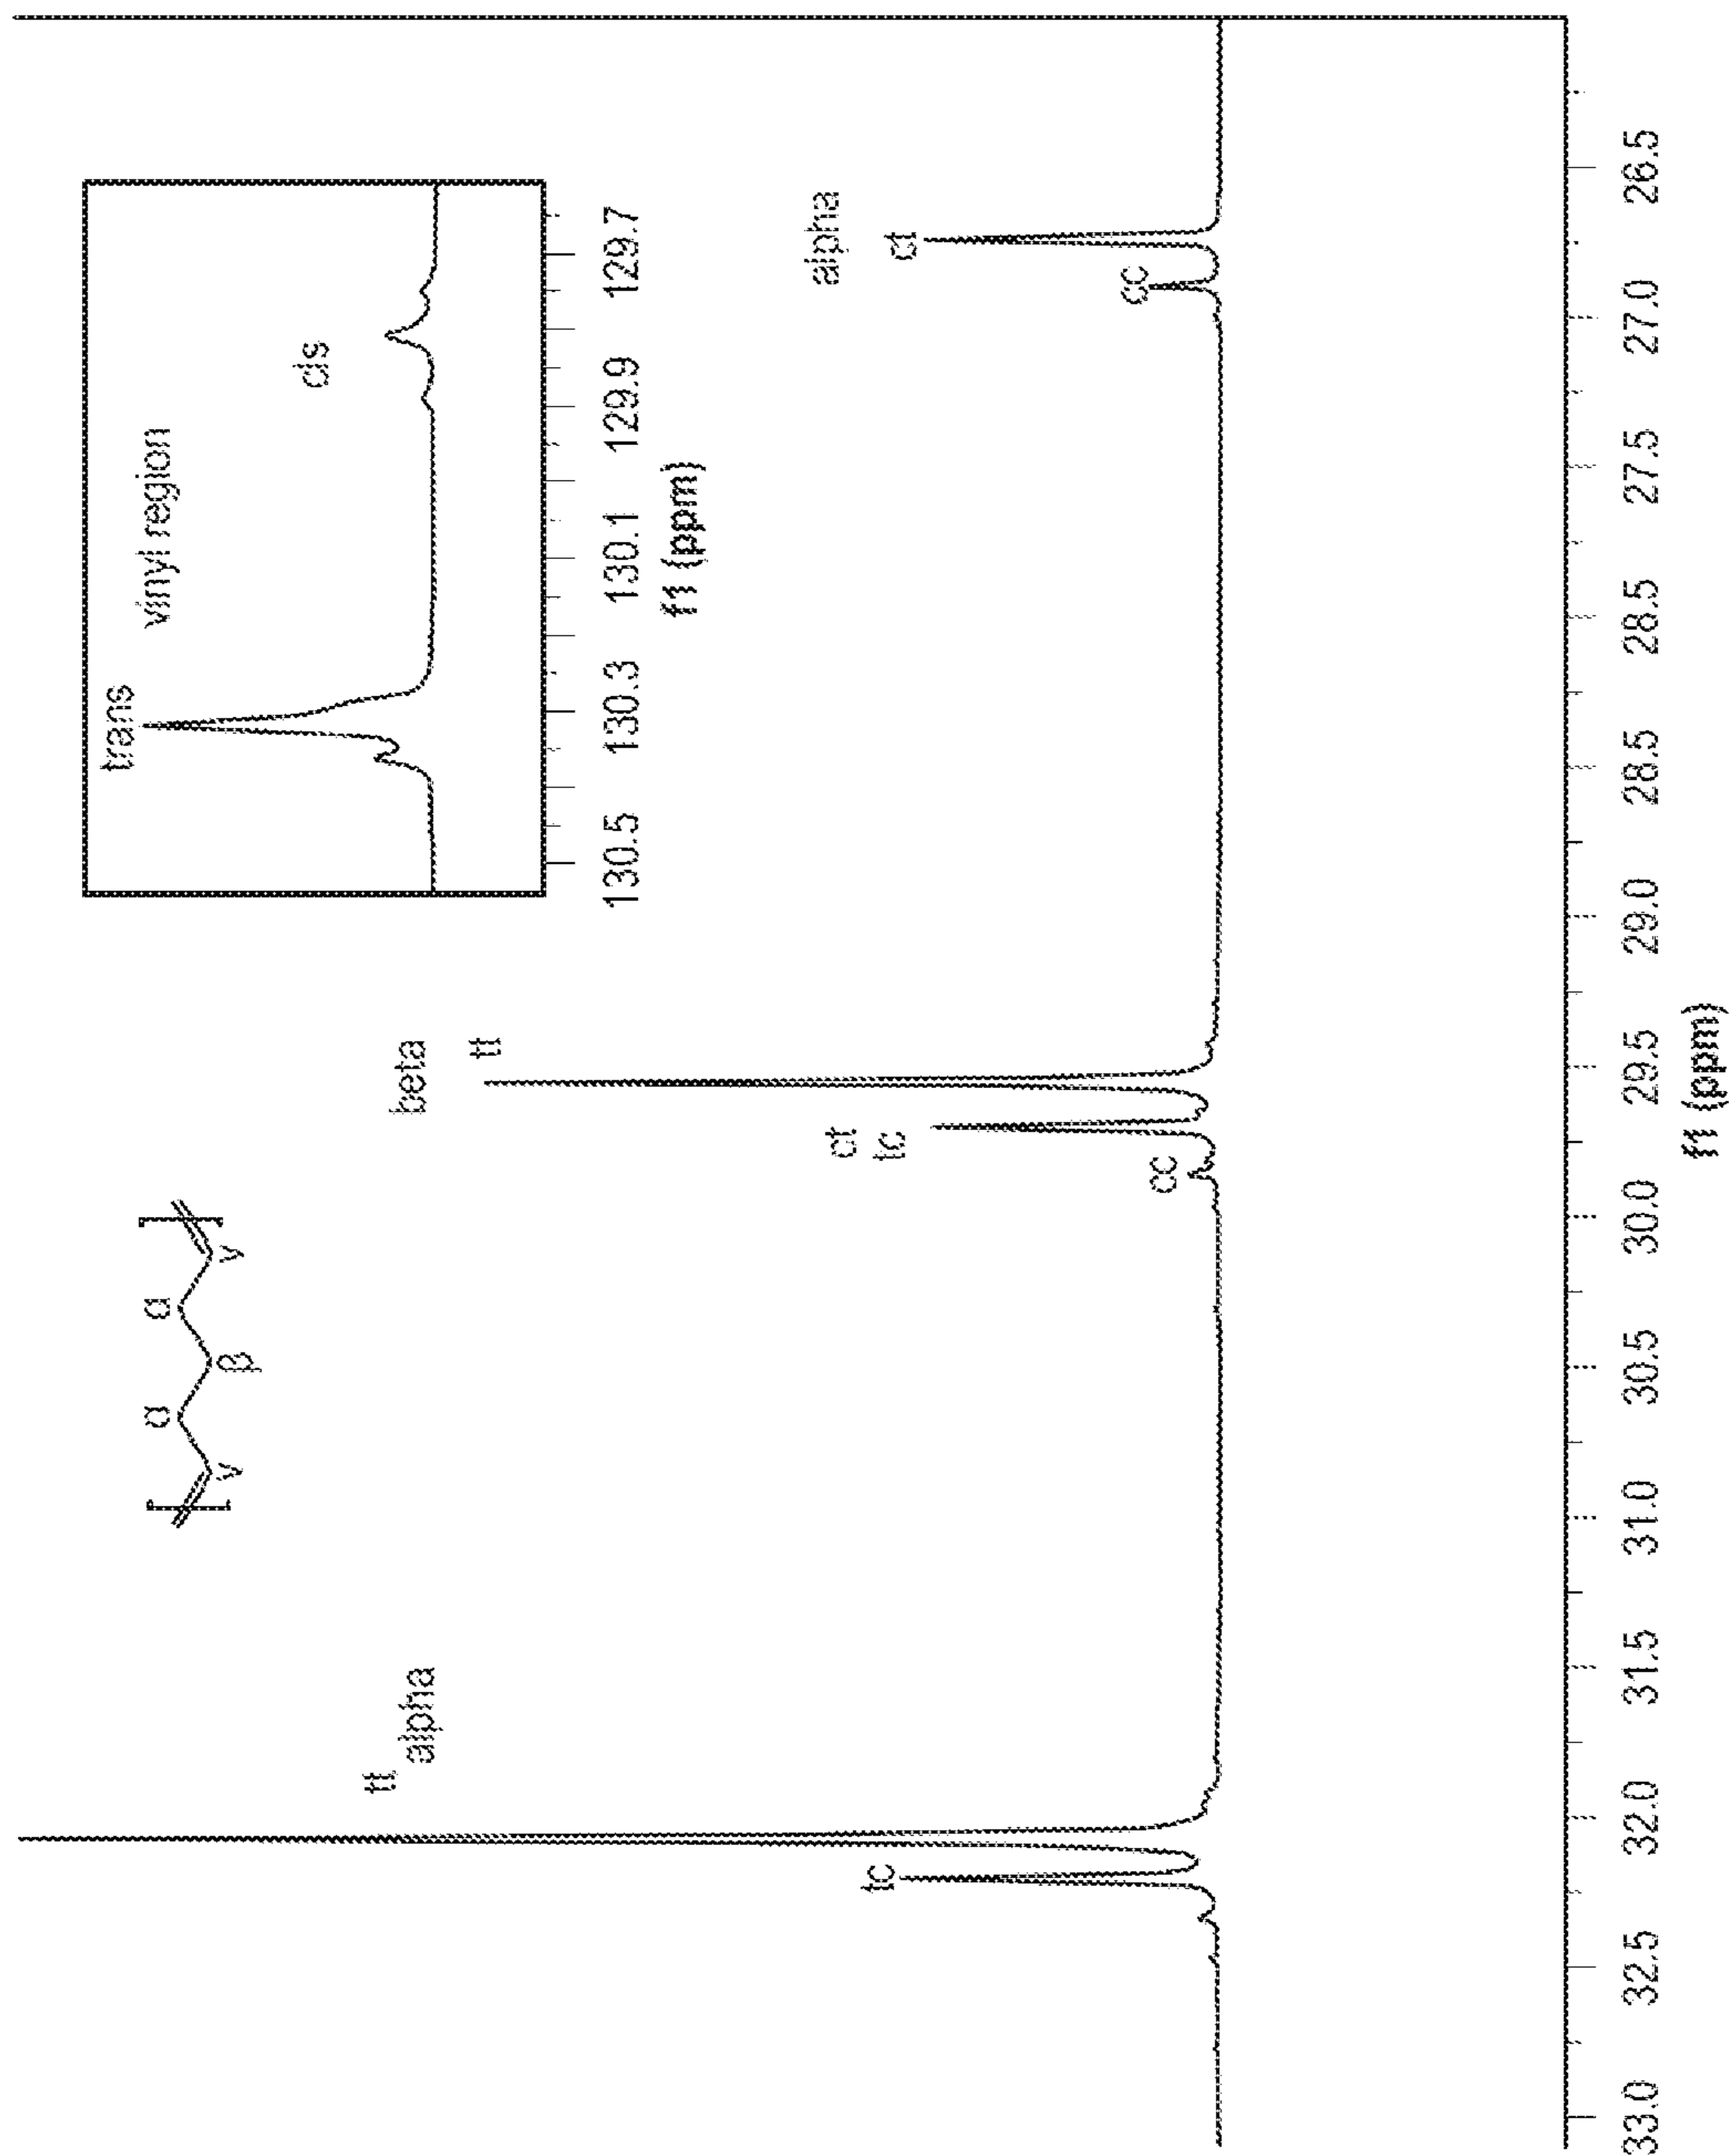 tt
alpha
tc
[ v α β α v ]
beta
tt
ct
tc
cc
trans
vinyl region
cis
130.5 130.3 130.1 129.9 129.7
f1 (ppm)
alpha
ct
cc
33.0 32.5 32.0 31.5 31.0 30.5 30.0 29.5 29.0 28.5 28.5 27.5 27.0 26.5
f1 (ppm)